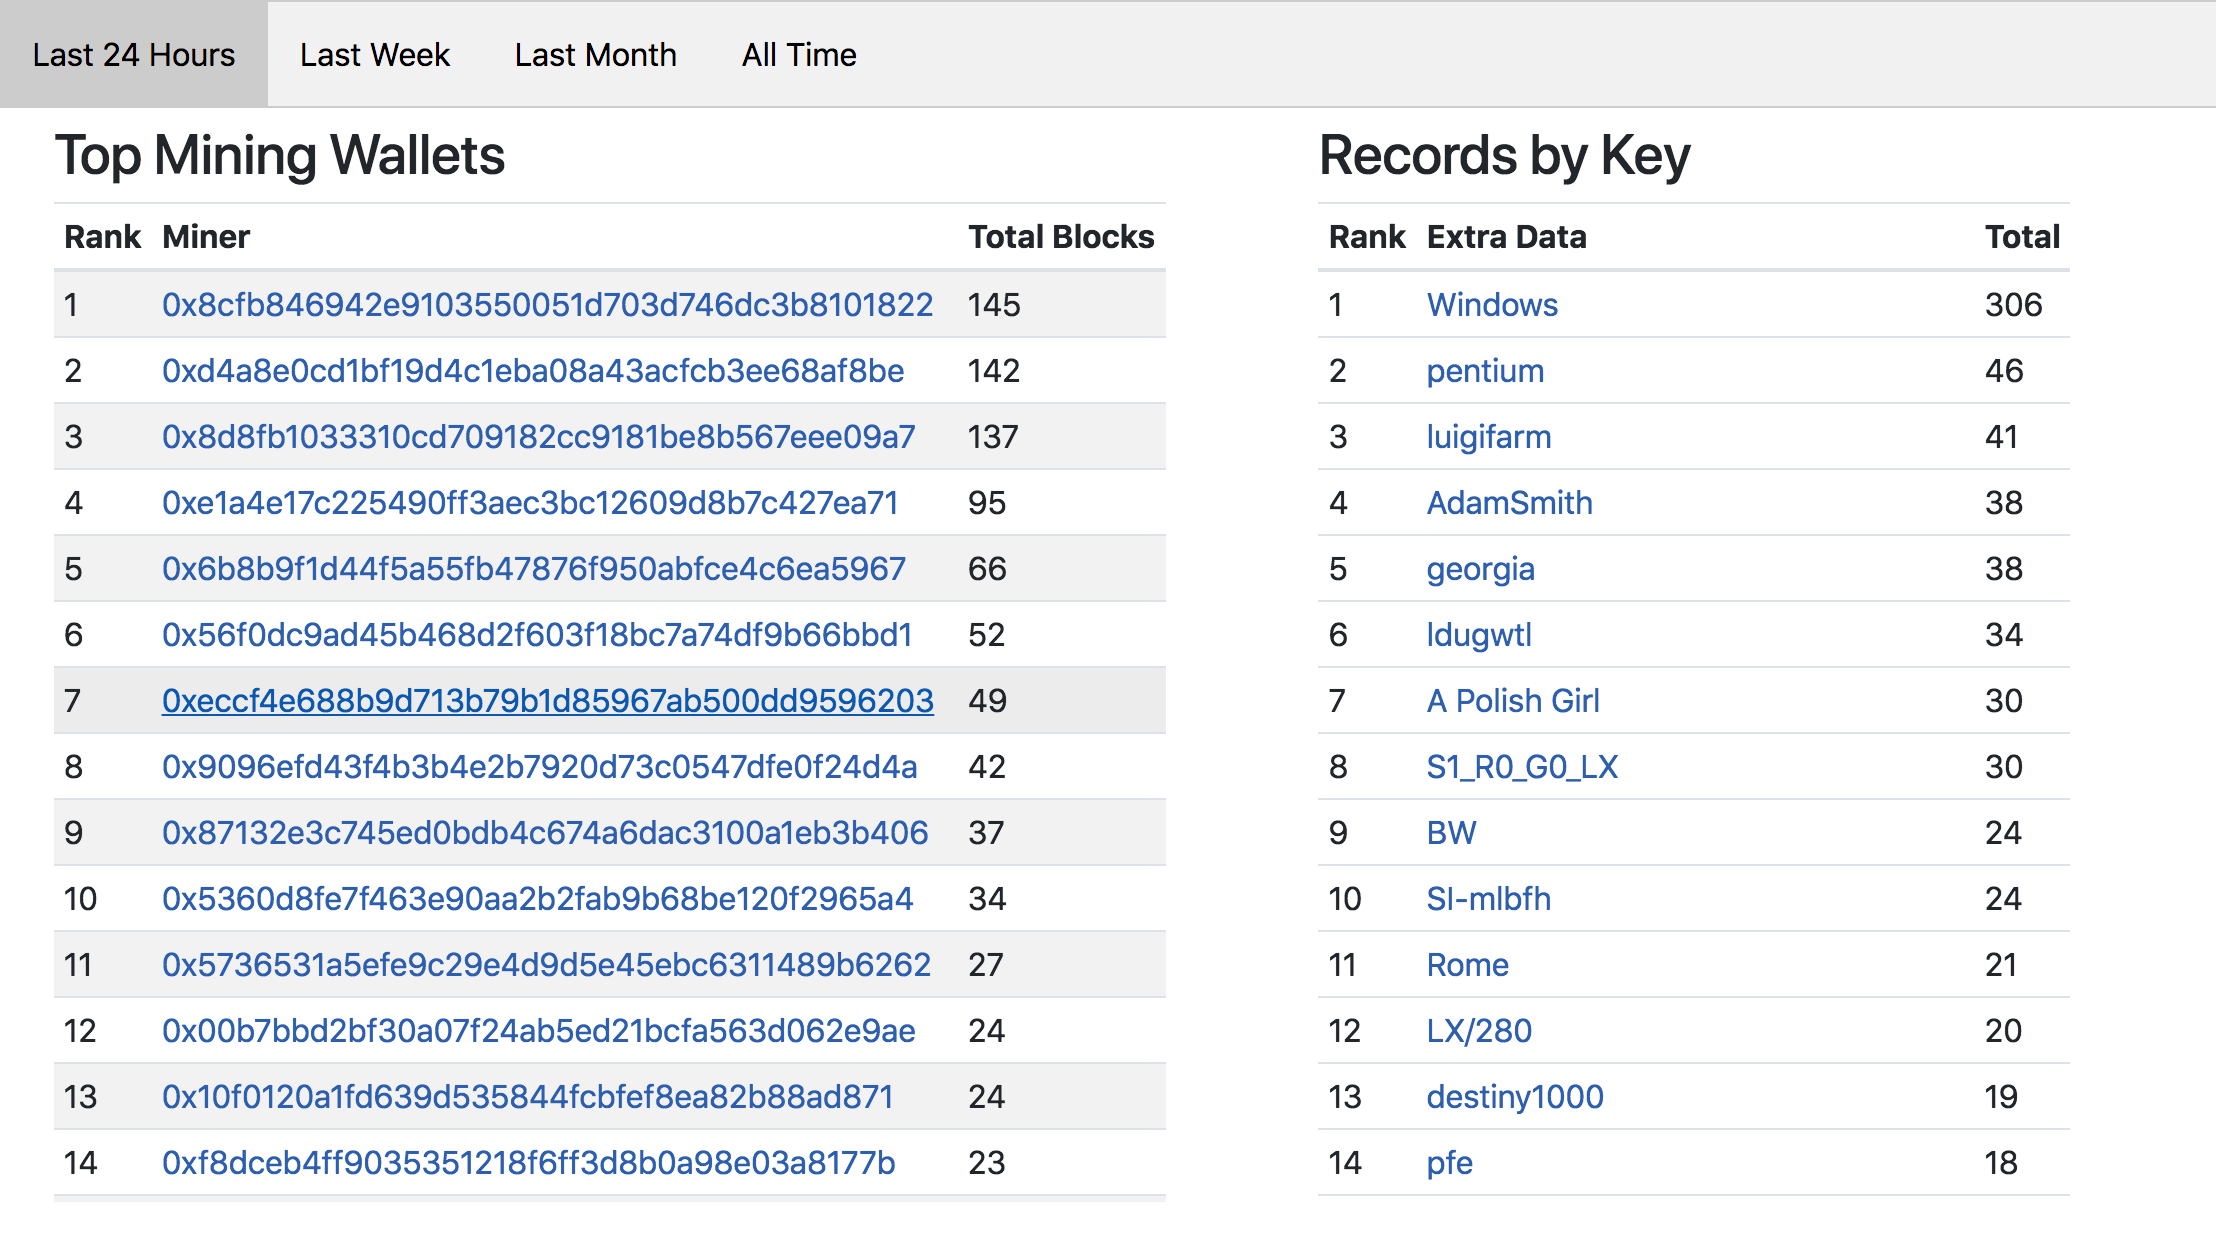 Last 24 Hours Last Week Last Month All Time
Top Mining Wallets
Rank Miner Total Blocks
1 0x8cfb846942e9103550051d703d746dc3b8101822 145
2 0xd4a8e0cd1bf19d4c1eba08a43acfcb3ee68af8be 142
3 0x8d8fb1033310cd709182cc9181be8b567eee09a7 137
4 0xe1a4e17c225490ff3aec3bc12609d8b7c427ea71 95
5 0x6b8b9f1d44f5a55fb47876f950abfce4c6ea5967 66
6 0x56f0dc9ad45b468d2f603f18bc7a74df9b66bbd1 52
7 0xeccf4e688b9d713b79b1d85967ab500dd9596203 49
8 0x9096efd43f4b3b4e2b7920d73c0547dfe0f24d4a 42
9 0x87132e3c745ed0bdb4c674a6dac3100a1eb3b406 37
10 0x5360d8fe7f463e90aa2b2fab9b68be120f2965a4 34
11 0x5736531a5efe9c29e4d9d5e45ebc6311489b6262 27
12 0x00b7bbd2bf30a07f24ab5ed21bcfa563d062e9ae 24
13 0x10f0120a1fd639d535844fcbfef8ea82b88ad871 24
14 0xf8dceb4ff9035351218f6ff3d8b0a98e03a8177b 23
Records by Key
Rank Extra Data Total
1 Windows 306
2 pentium 46
3 luigifarm 41
4 AdamSmith 38
5 georgia 38
6 ldugwtl 34
7 A Polish Girl 30
8 S1_R0_G0_LX 30
9 BW 24
10 SI-mlbfh 24
11 Rome 21
12 LX/280 20
13 destiny1000 19
14 pfe 18